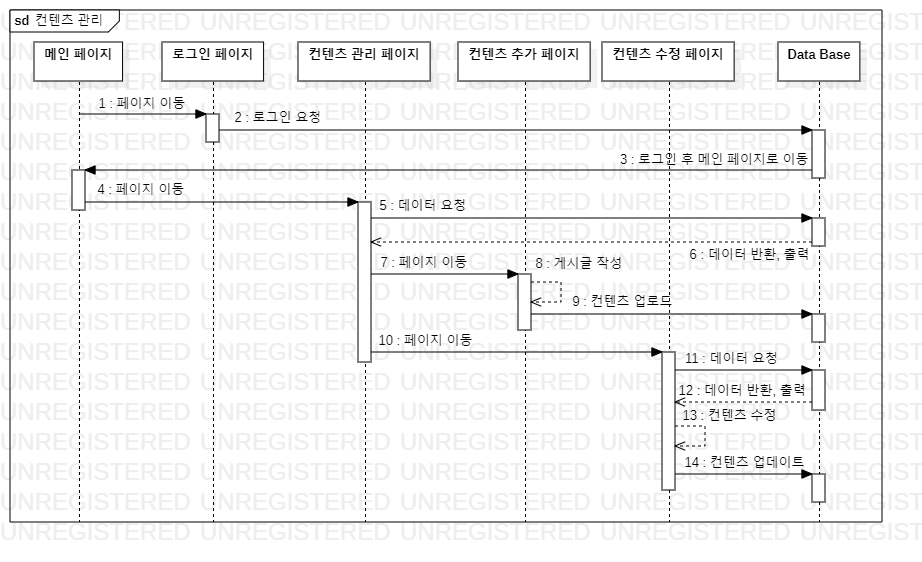 sd 컨텐츠 관리
메인 페이지
로그인 페이지
컨텐츠 관리 페이지
컨텐츠 추가 페이지
컨텐츠 수정 페이지
Data Base
1 : 페이지 이동
2 : 로그인 요청
3 : 로그인 후 메인 페이지로 이동
4 : 페이지 이동
5 : 데이터 요청
6 : 데이터 반환, 출력
7 : 페이지 이동
8 : 게시글 작성
9 : 컨텐츠 업로드
10 : 페이지 이동
11 : 데이터 요청
12 : 데이터 반환, 출력
13 : 컨텐츠 수정
14 : 컨텐츠 업데이트
UNREGISTERED UNREGISTERED UNREGISTERED UNREGISTERED UNREGISTERED